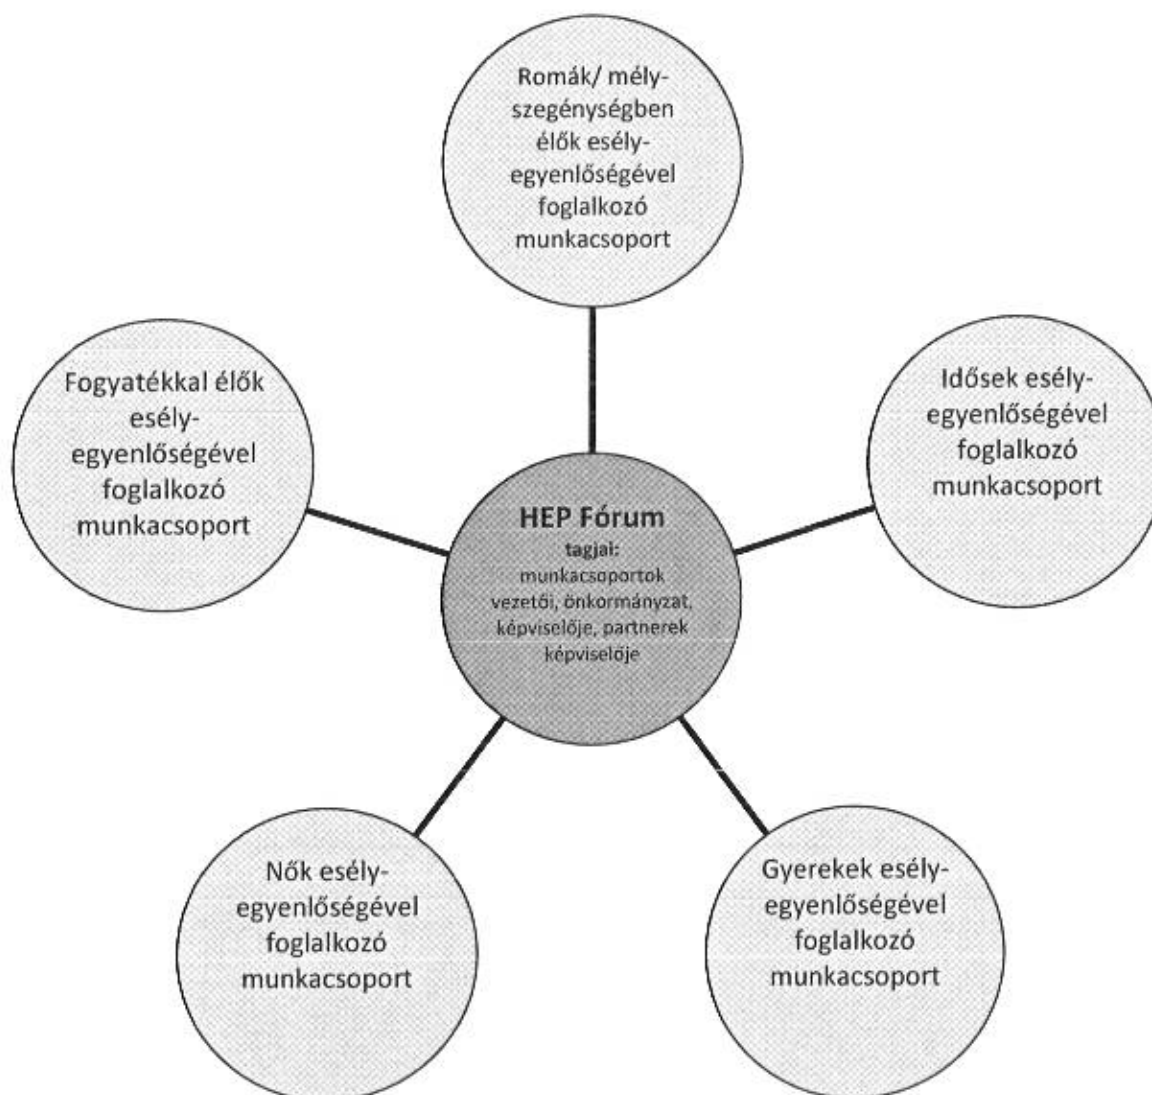 Romák/ mély-
szegénységben
élők esély-
egyenlőségével
foglalkozó
munkacsoport
Fogyatékkal élők
esély-
egyenlőségével
foglalkozó
munkacsoport
Idősek esély-
egyenlőségével
foglalkozó
munkacsoport
HEP Fórum
tagjai:
munkacsoportok
vezetői, önkormányzat,
képviselője, partnerek
képviselője
Nők esély-
egyenlőségével
foglalkozó
munkacsoport
Gyerekek esély-
egyenlőségével
foglalkozó
munkacsoport